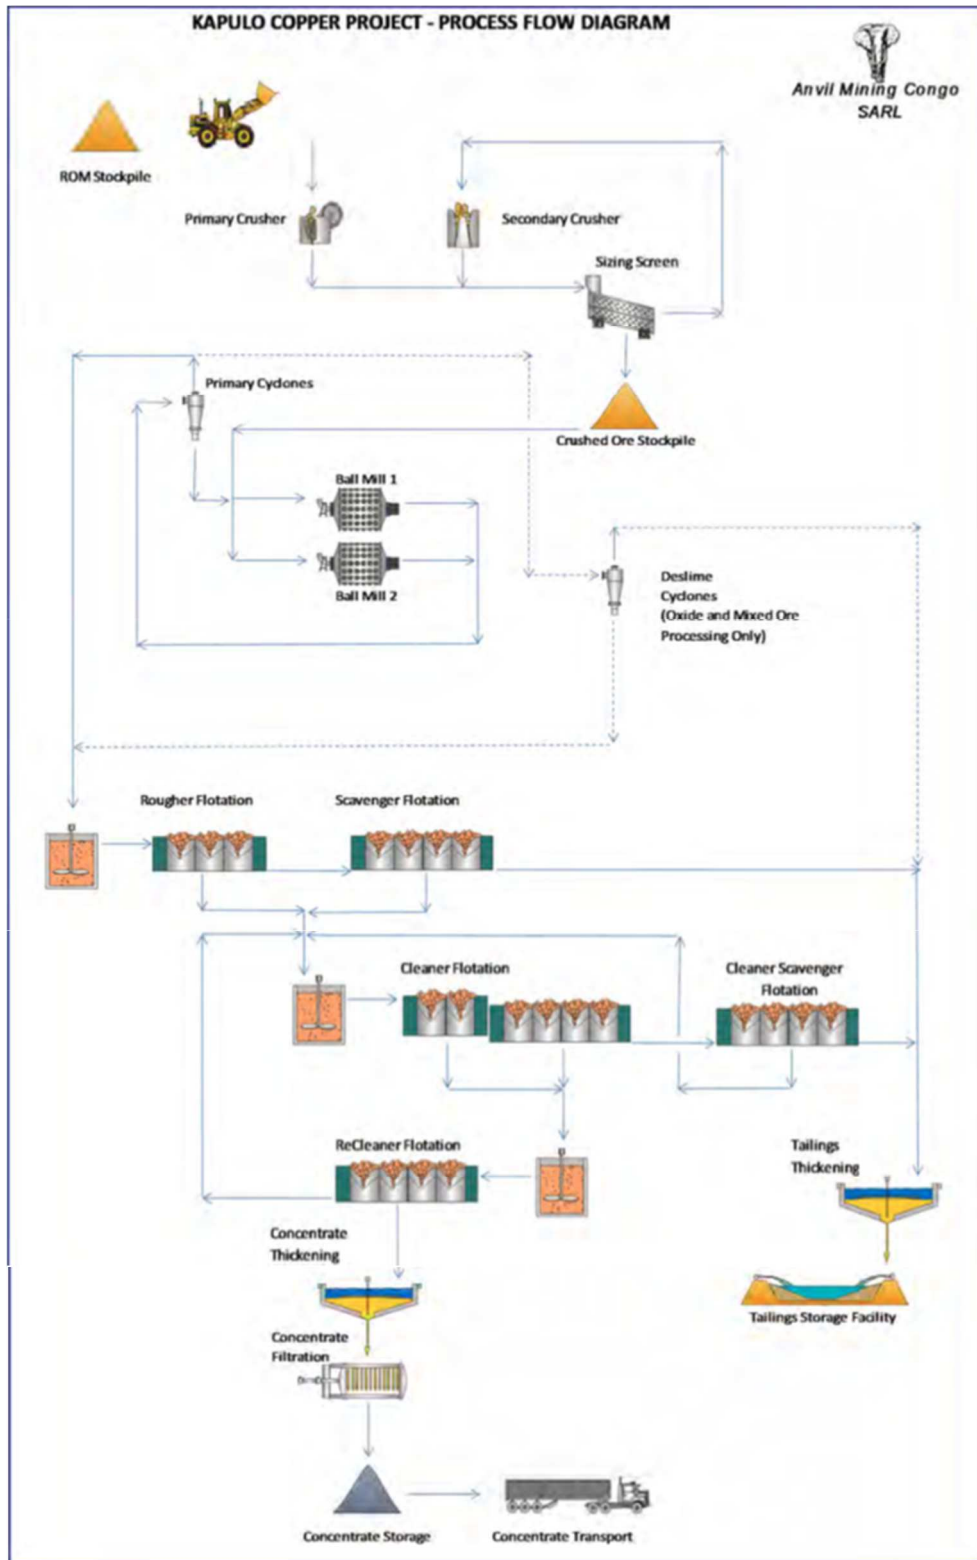 KAPULO COPPER PROJECT - PROCESS FLOW DIAGRAM
Anvil Mining Congo
SARL
ROM Stockpile
Primary Crusher
Secondary Crusher
Sizing Screen
Primary Cyclones
Crushed Ore Stockpile
Ball Mill 1
Ball Mill 2
Deslime
Cyclones
(Oxide and Mixed Ore
Processing Only)
Rougher Flotation
Scavenger Flotation
Cleaner Flotation
Cleaner Scavenger
Flotation
ReCleaner Flotation
Tailings
Thickening
Concentrate
Thickening
Tailings Storage Facility
Concentrate
Filtration
Concentrate Storage
Concentrate Transport